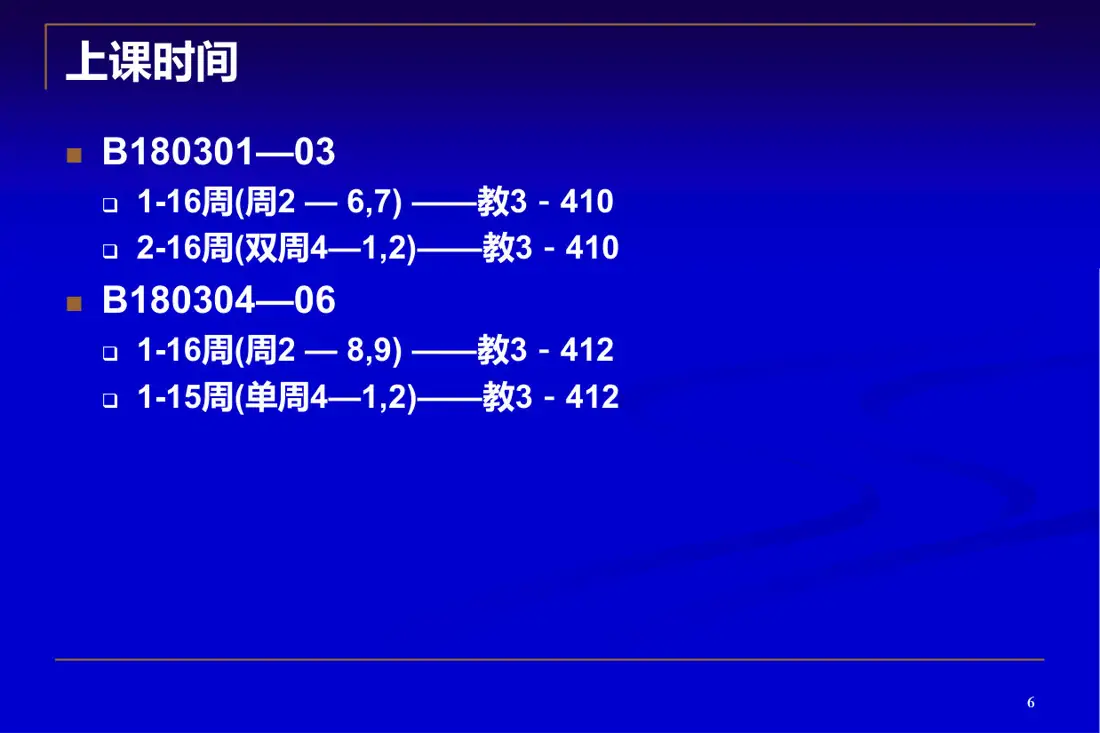 上课时间
B180301—03
1-16周(周2 — 6,7) ——教3﹣410
2-16周(双周4—1,2)——教3﹣410
B180304—06
1-16周(周2 — 8,9) ——教3﹣412
1-15周(单周4—1,2)——教3﹣412
6